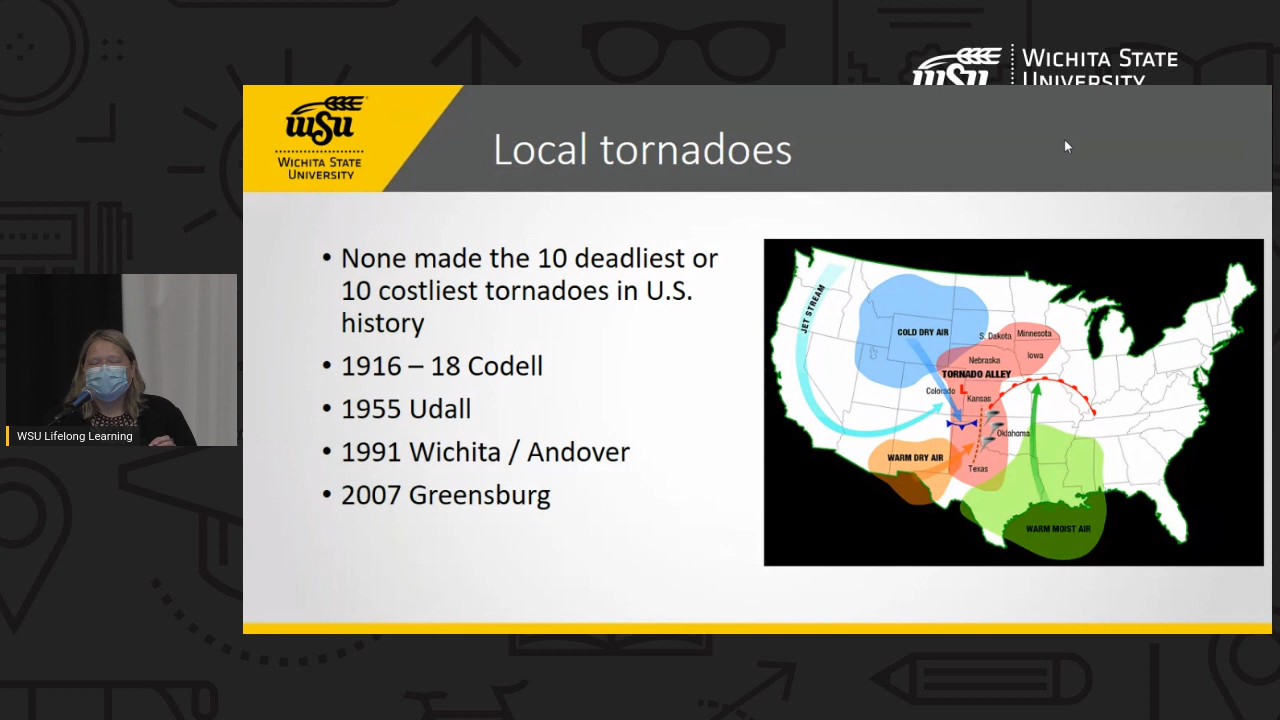 WSU
WICHITA STATE
UNIVERSITY
wsu
WICHITA STATE
UNIVERSITY
Local tornadoes
• None made the 10 deadliest or
10 costliest tornadoes in U.S.
history
• 1916 – 18 Codell
• 1955 Udall
• 1991 Wichita / Andover
• 2007 Greensburg
JET STREAM
COLD DRY AIR
S. Dakota
Minnesota
Nebraska
Iowa
TORNADO ALLEY
Colorado
L
Kansas
Oklahoma
WARM DRY AIR
Texas
WARM MOIST AIR
WSU Lifelong Learning